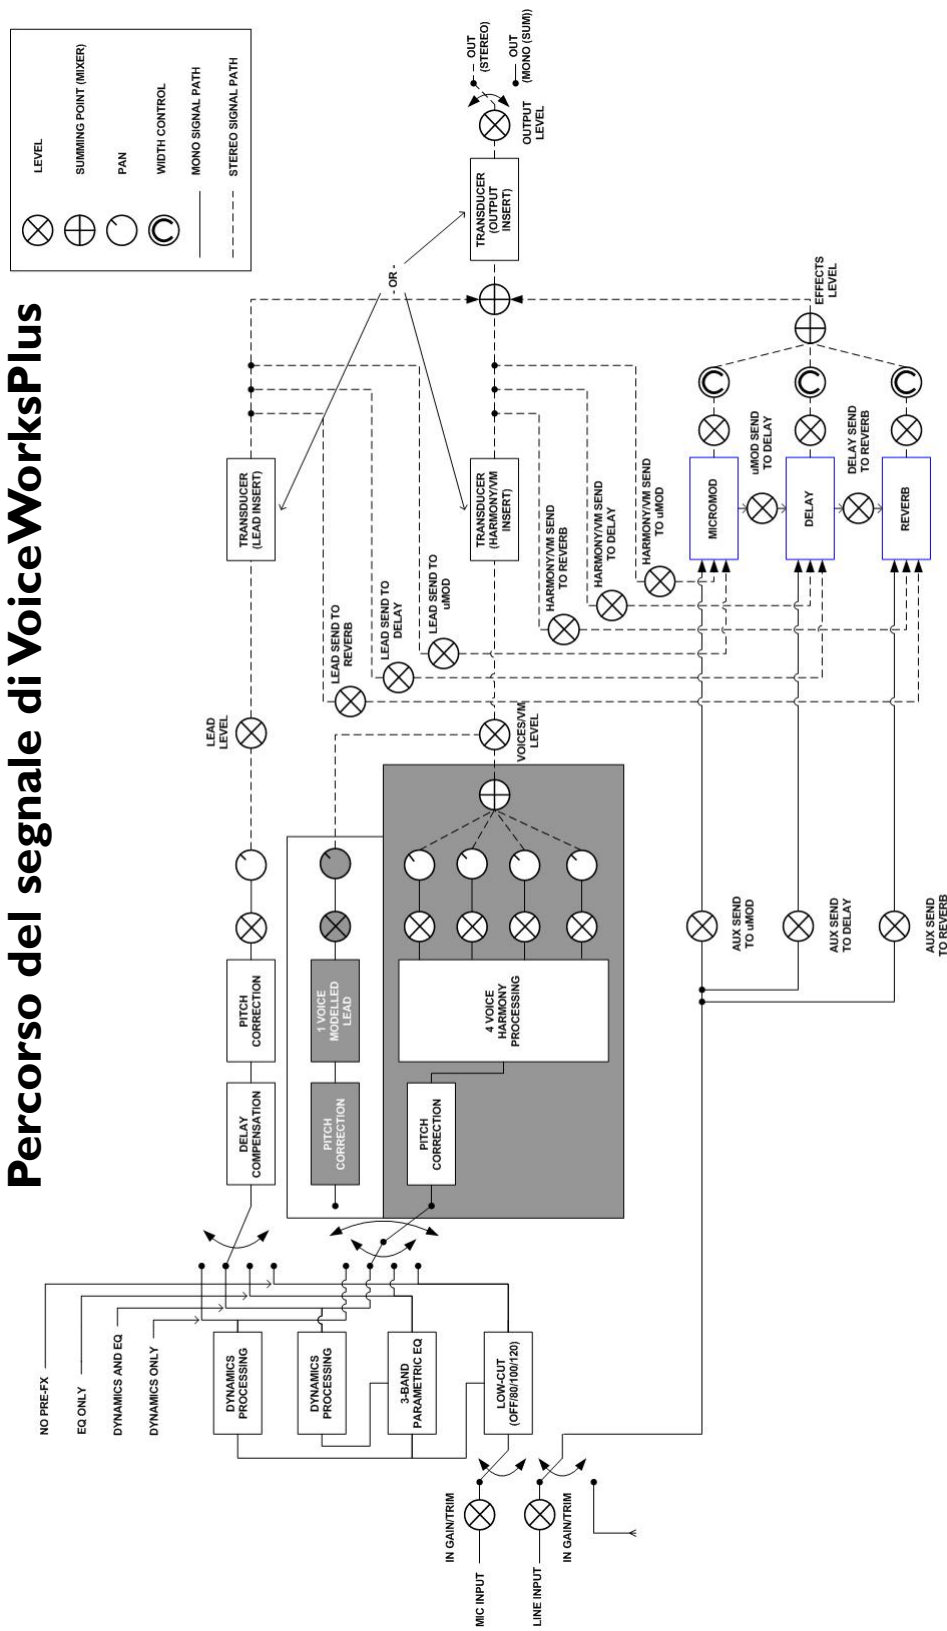 Percorso del segnale di VoiceWorksPlus
LEVEL
SUMMING POINT (MIXER)
PAN
WIDTH CONTROL
MONO SIGNAL PATH
STEREO SIGNAL PATH
NO PRE-FX
EQ ONLY
DYNAMICS AND EQ
DYNAMICS ONLY
DYNAMICS
PROCESSING
DYNAMICS
PROCESSING
3-BAND
PARAMETRIC EQ
LOW-CUT
(OFF/80/100/120)
MIC INPUT
IN GAIN/TRIM
LINE INPUT
IN GAIN/TRIM
DELAY
COMPENSATION
PITCH
CORRECTION
LEAD
LEVEL
TRANSDUCER
(LEAD INSERT)
PITCH
CORRECTION
1 VOICE
MODELLED
LEAD
PITCH
CORRECTION
4 VOICE
HARMONY
PROCESSING
VOICES/VM
LEVEL
LEAD SEND TO
REVERB
LEAD SEND TO
DELAY
LEAD SEND TO
uMOD
TRANSDUCER
(HARMONY/VM
INSERT)
HARMONY/VM SEND
TO REVERB
HARMONY/VM SEND
TO DELAY
HARMONY/VM SEND
TO uMOD
- OR -
TRANSDUCER
(OUTPUT
INSERT)
OUTPUT
LEVEL
OUT
(STEREO)
OUT
(MONO (SUM))
AUX SEND
TO uMOD
AUX SEND
TO DELAY
AUX SEND
TO REVERB
MICROMOD
uMOD SEND
TO DELAY
DELAY
DELAY SEND
TO REVERB
REVERB
EFFECTS
LEVEL